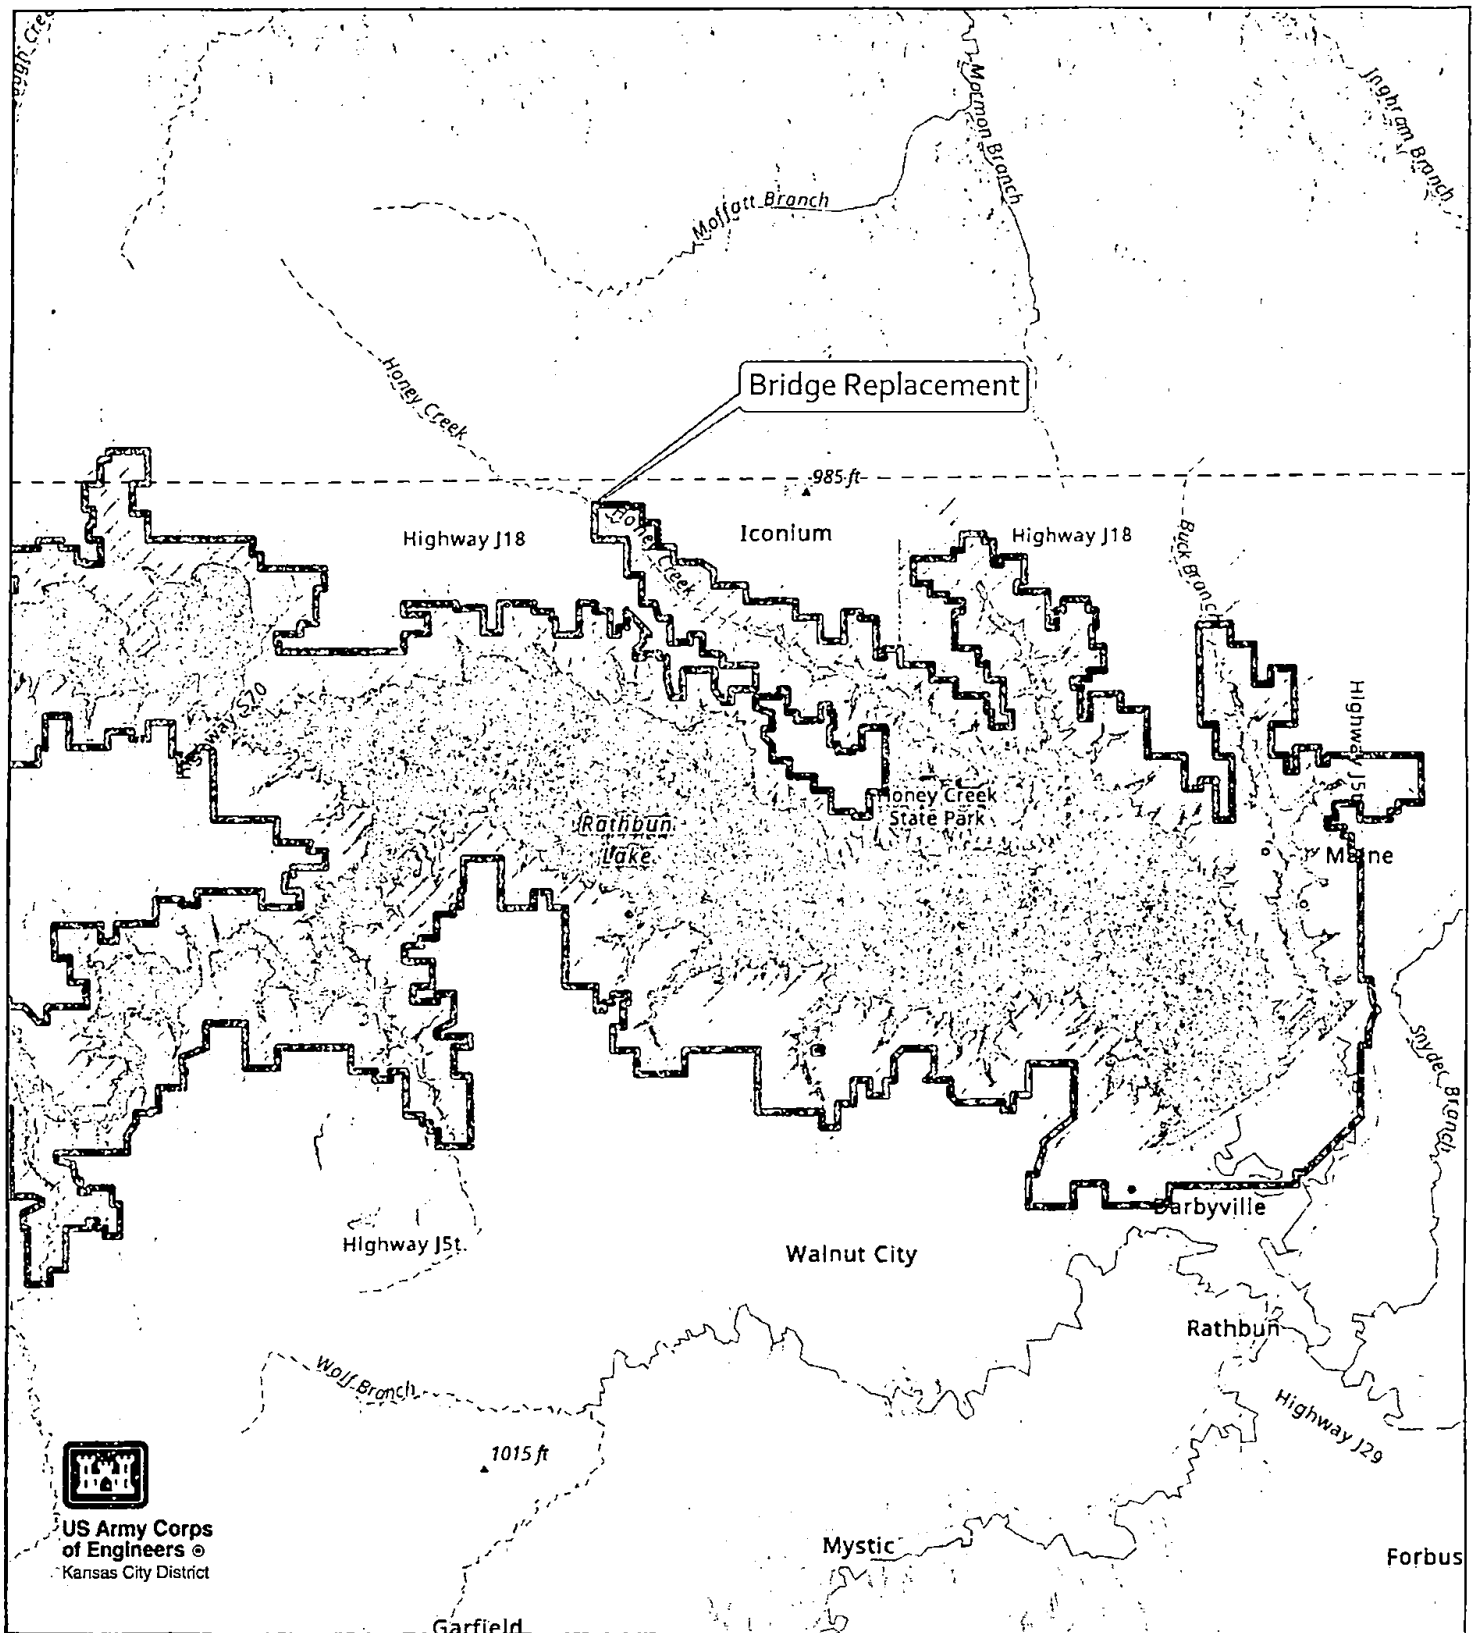 Mormon Branch
Inghram Branch
Moffatt Branch
Honey Creek
Bridge Replacement
985 ft
Highway J18
Honey Creek
Iconium
Highway J18
Buck Branch
Highway S70
Highway J5t
Honey Creek
State Park
Rathbun
Lake
Maine
Snyder Branch
Darbyville
Highway J5t.
Walnut City
Rathbun
Wolf Branch
Highway J29
1015 ft
US Army Corps
of Engineers ®
Kansas City District
Mystic
Forbus
Garfield